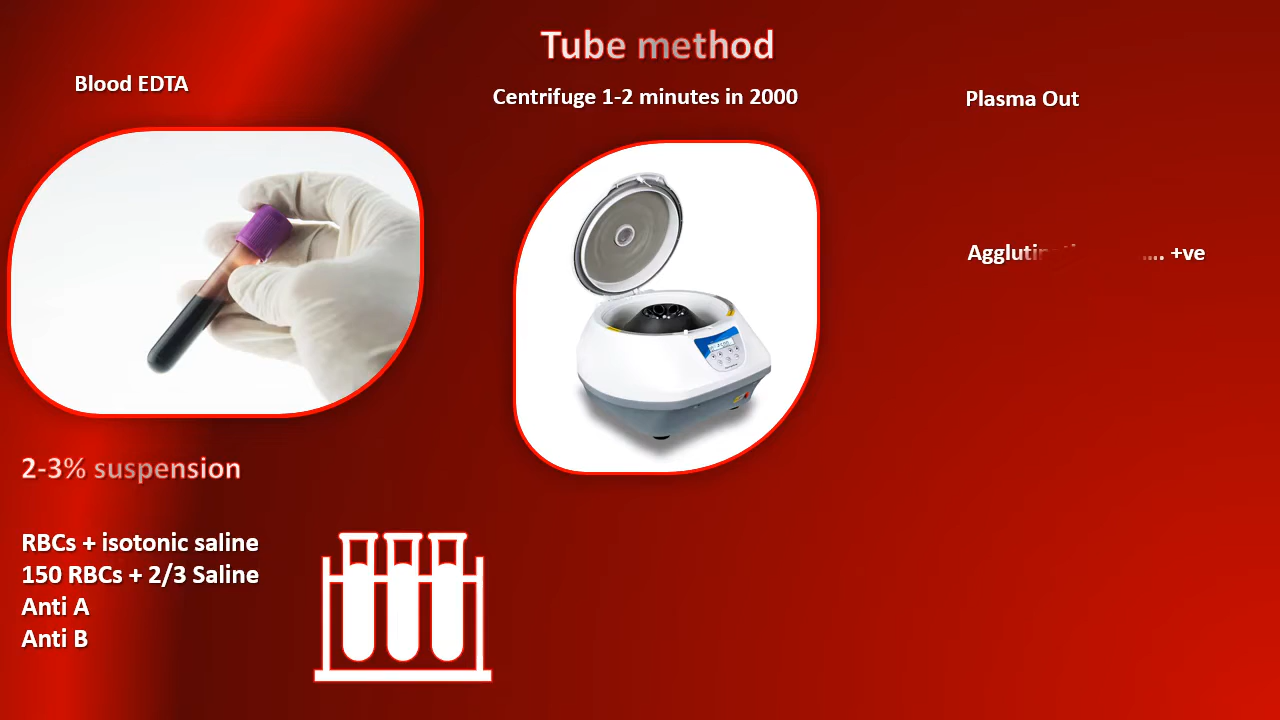 Tube method
Blood EDTA
Centrifuge 1-2 minutes in 2000
Plasma Out
.... +ve
2-3% suspension
RBCs + isotonic saline
150 RBCs + 2/3 Saline
Anti A
Anti B